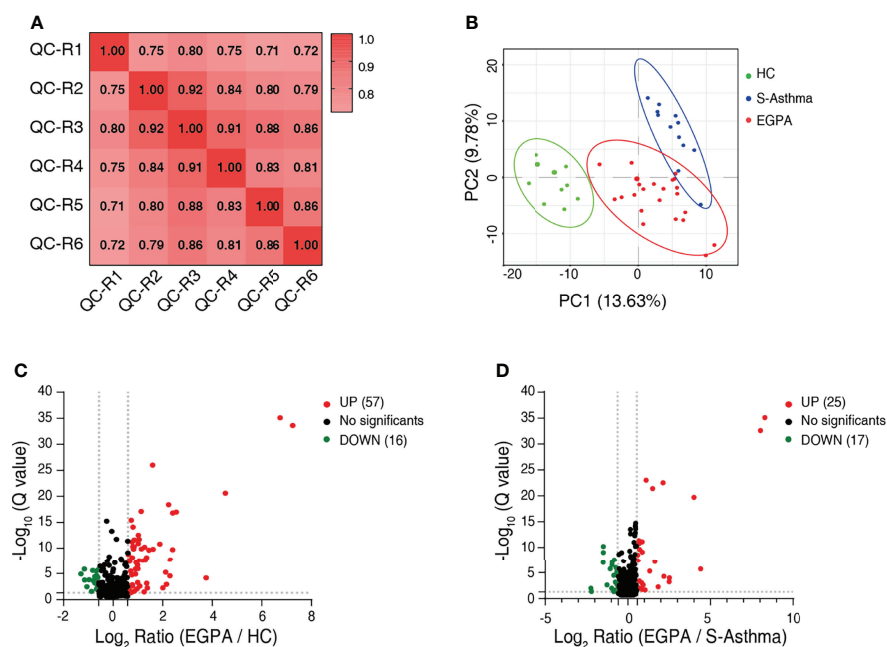 A
QC-R1 1.00 0.75 0.80 0.75 0.71 0.72
QC-R2 0.75 1.00 0.92 0.84 0.80 0.79
QC-R3 0.80 0.92 1.00 0.91 0.88 0.86
QC-R4 0.75 0.84 0.91 1.00 0.83 0.81
QC-R5 0.71 0.80 0.88 0.83 1.00 0.86
QC-R6 0.72 0.79 0.86 0.81 0.86 1.00
QC-R1 QC-R2 QC-R3 QC-R4 QC-R5 QC-R6
1.0
0.9
0.8
B
PC2 (9.78%)
20
10
0
-10
-20 -10 0 10
PC1 (13.63%)
HC
S-Asthma
EGPA
C
-Log10 (Q value)
40
35
30
25
20
15
10
5
0
-2 0 2 4 6 8
Log2 Ratio (EGPA / HC)
UP (57)
No significants
DOWN (16)
D
-Log10 (Q value)
40
35
30
25
20
15
10
5
0
-5 0 5 10
Log2 Ratio (EGPA / S-Asthma)
UP (25)
No significants
DOWN (17)